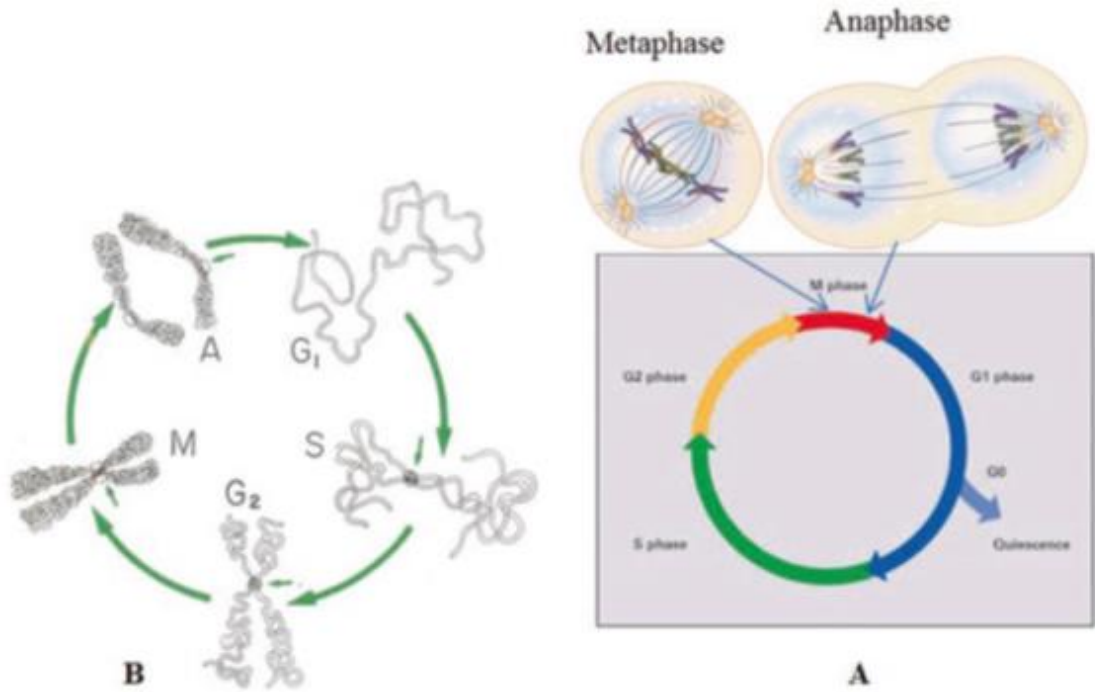 Metaphase
Anaphase
A
G₁
M
S
G₂
B
M phase
G2 phase
G1 phase
G0
S phase
Quiescence
A